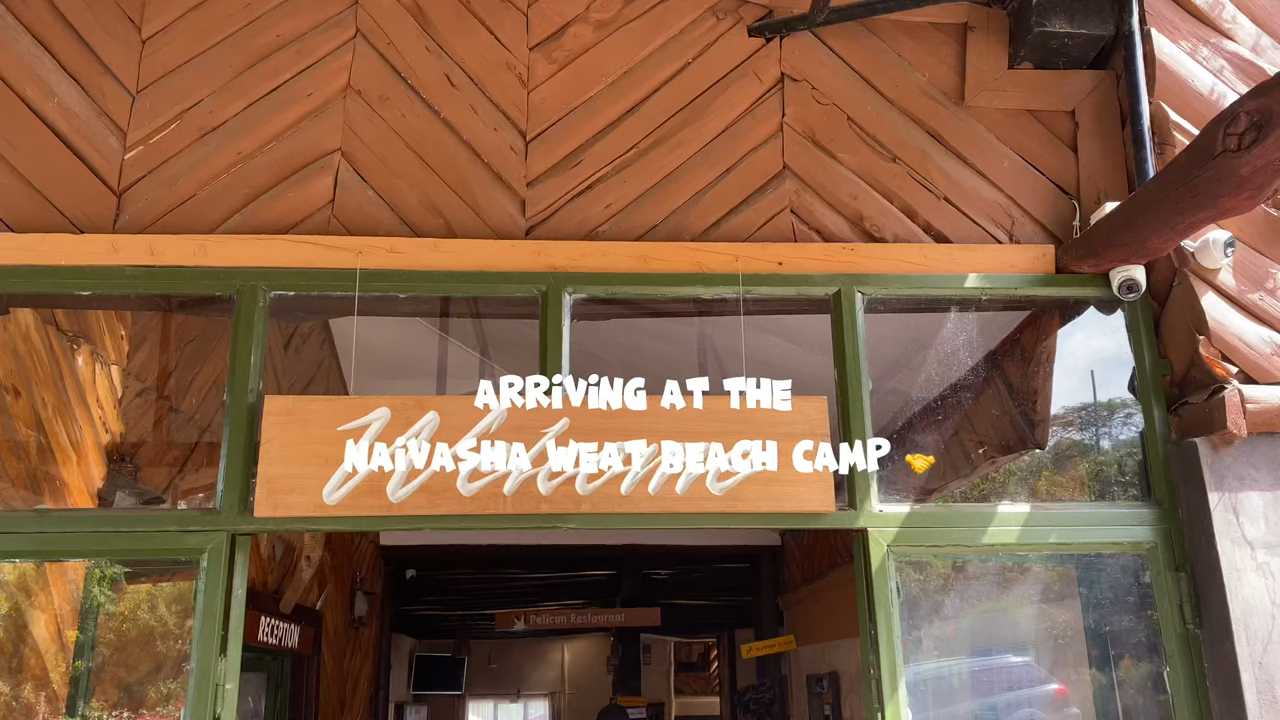 ARRIVING AT THE
NAIVASHA WEAT BEACH CAMP 🤝
Welcome
Pelican Restaurant
RECEPTION